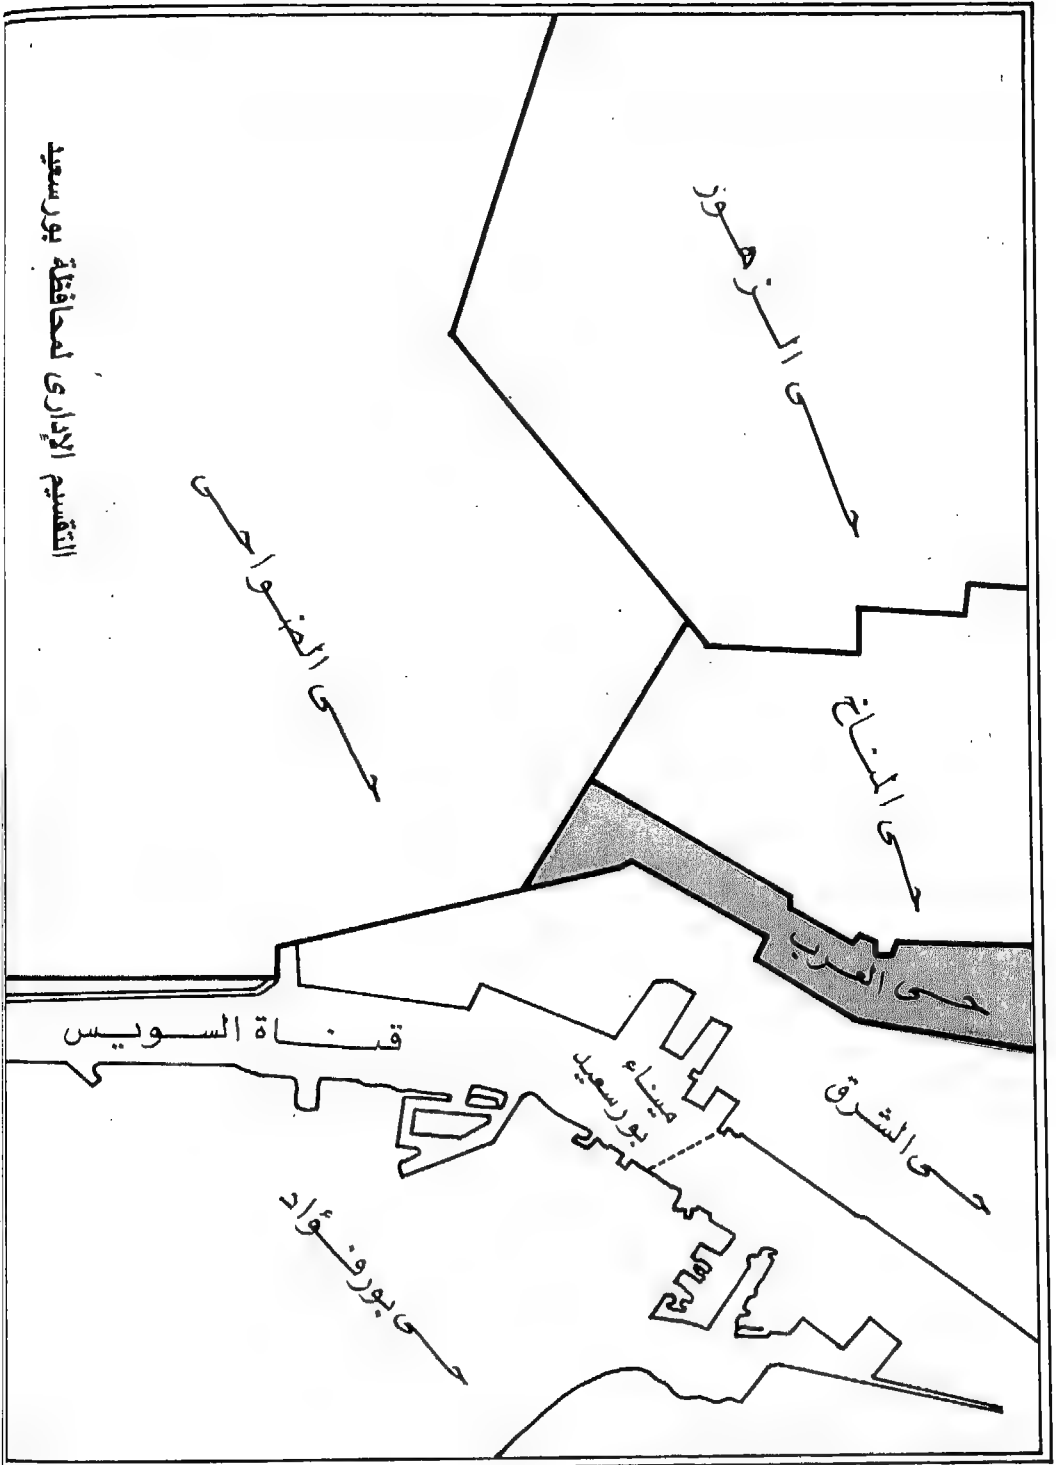 التقسيم الإدارى لمحافظة بورسعيد
حى الزهور
حى الضواحى
حى المناخ
حى العرب
حى الشرق
قناة السويس
ميناء
بورسعيد
حى بورفؤاد